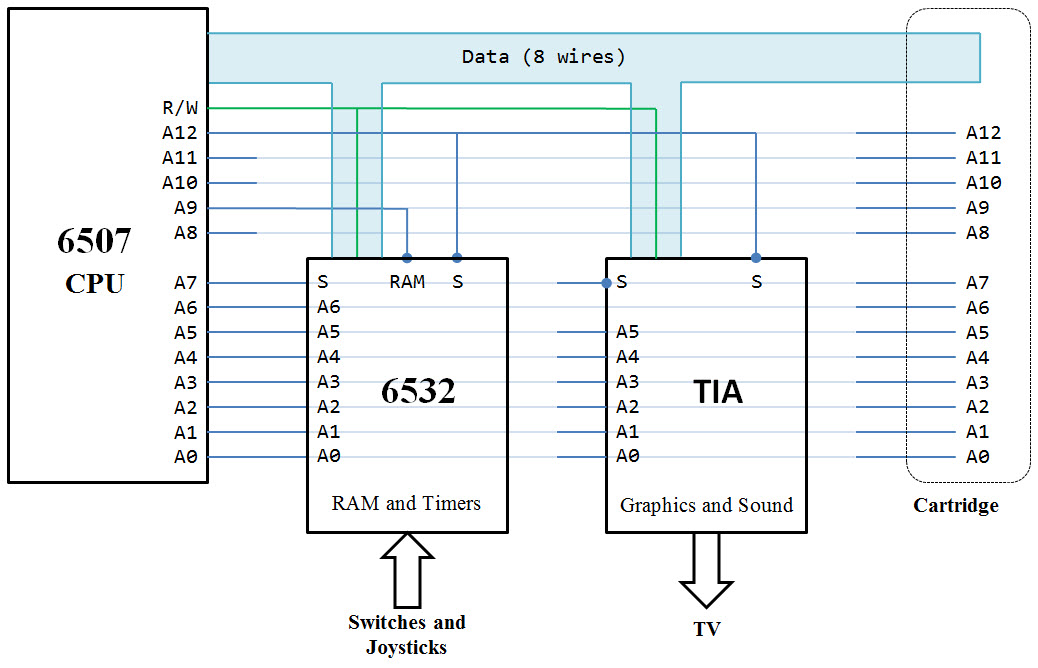 Data (8 wires)
R/W
A12
A11
A10
A9
A8
A7
A6
A5
A4
A3
A2
A1
A0
6507
CPU
S RAM S
A6
A5
A4
A3
A2
A1
A0
6532
RAM and Timers
Switches and
Joysticks
S S
A5
A4
A3
A2
A1
A0
TIA
Graphics and Sound
TV
A12
A11
A10
A9
A8
A7
A6
A5
A4
A3
A2
A1
A0
Cartridge